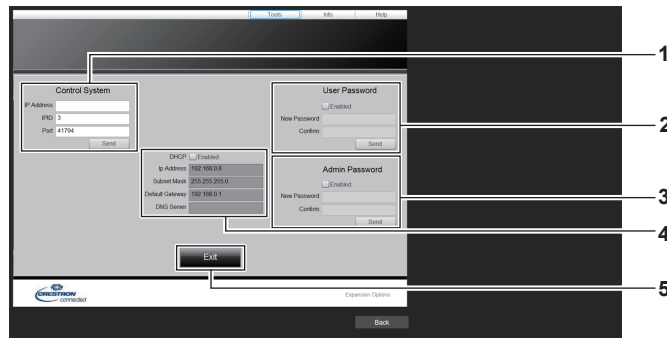 Tools Info Help
1
Control System
IP Address
IPID 3
Port 41794
Send
User Password
Enabled
New Password
Confirm
Send
2
DHCP Enabled
Ip Address 192.168.0.8
Subnet Mask 255.255.255.0
Default Gateway 192.168.0.1
DNS Server
Admin Password
Enabled
New Password
Confirm
Send
3
4
Exit
5
CRESTRON
connected
Expansion Options
Back